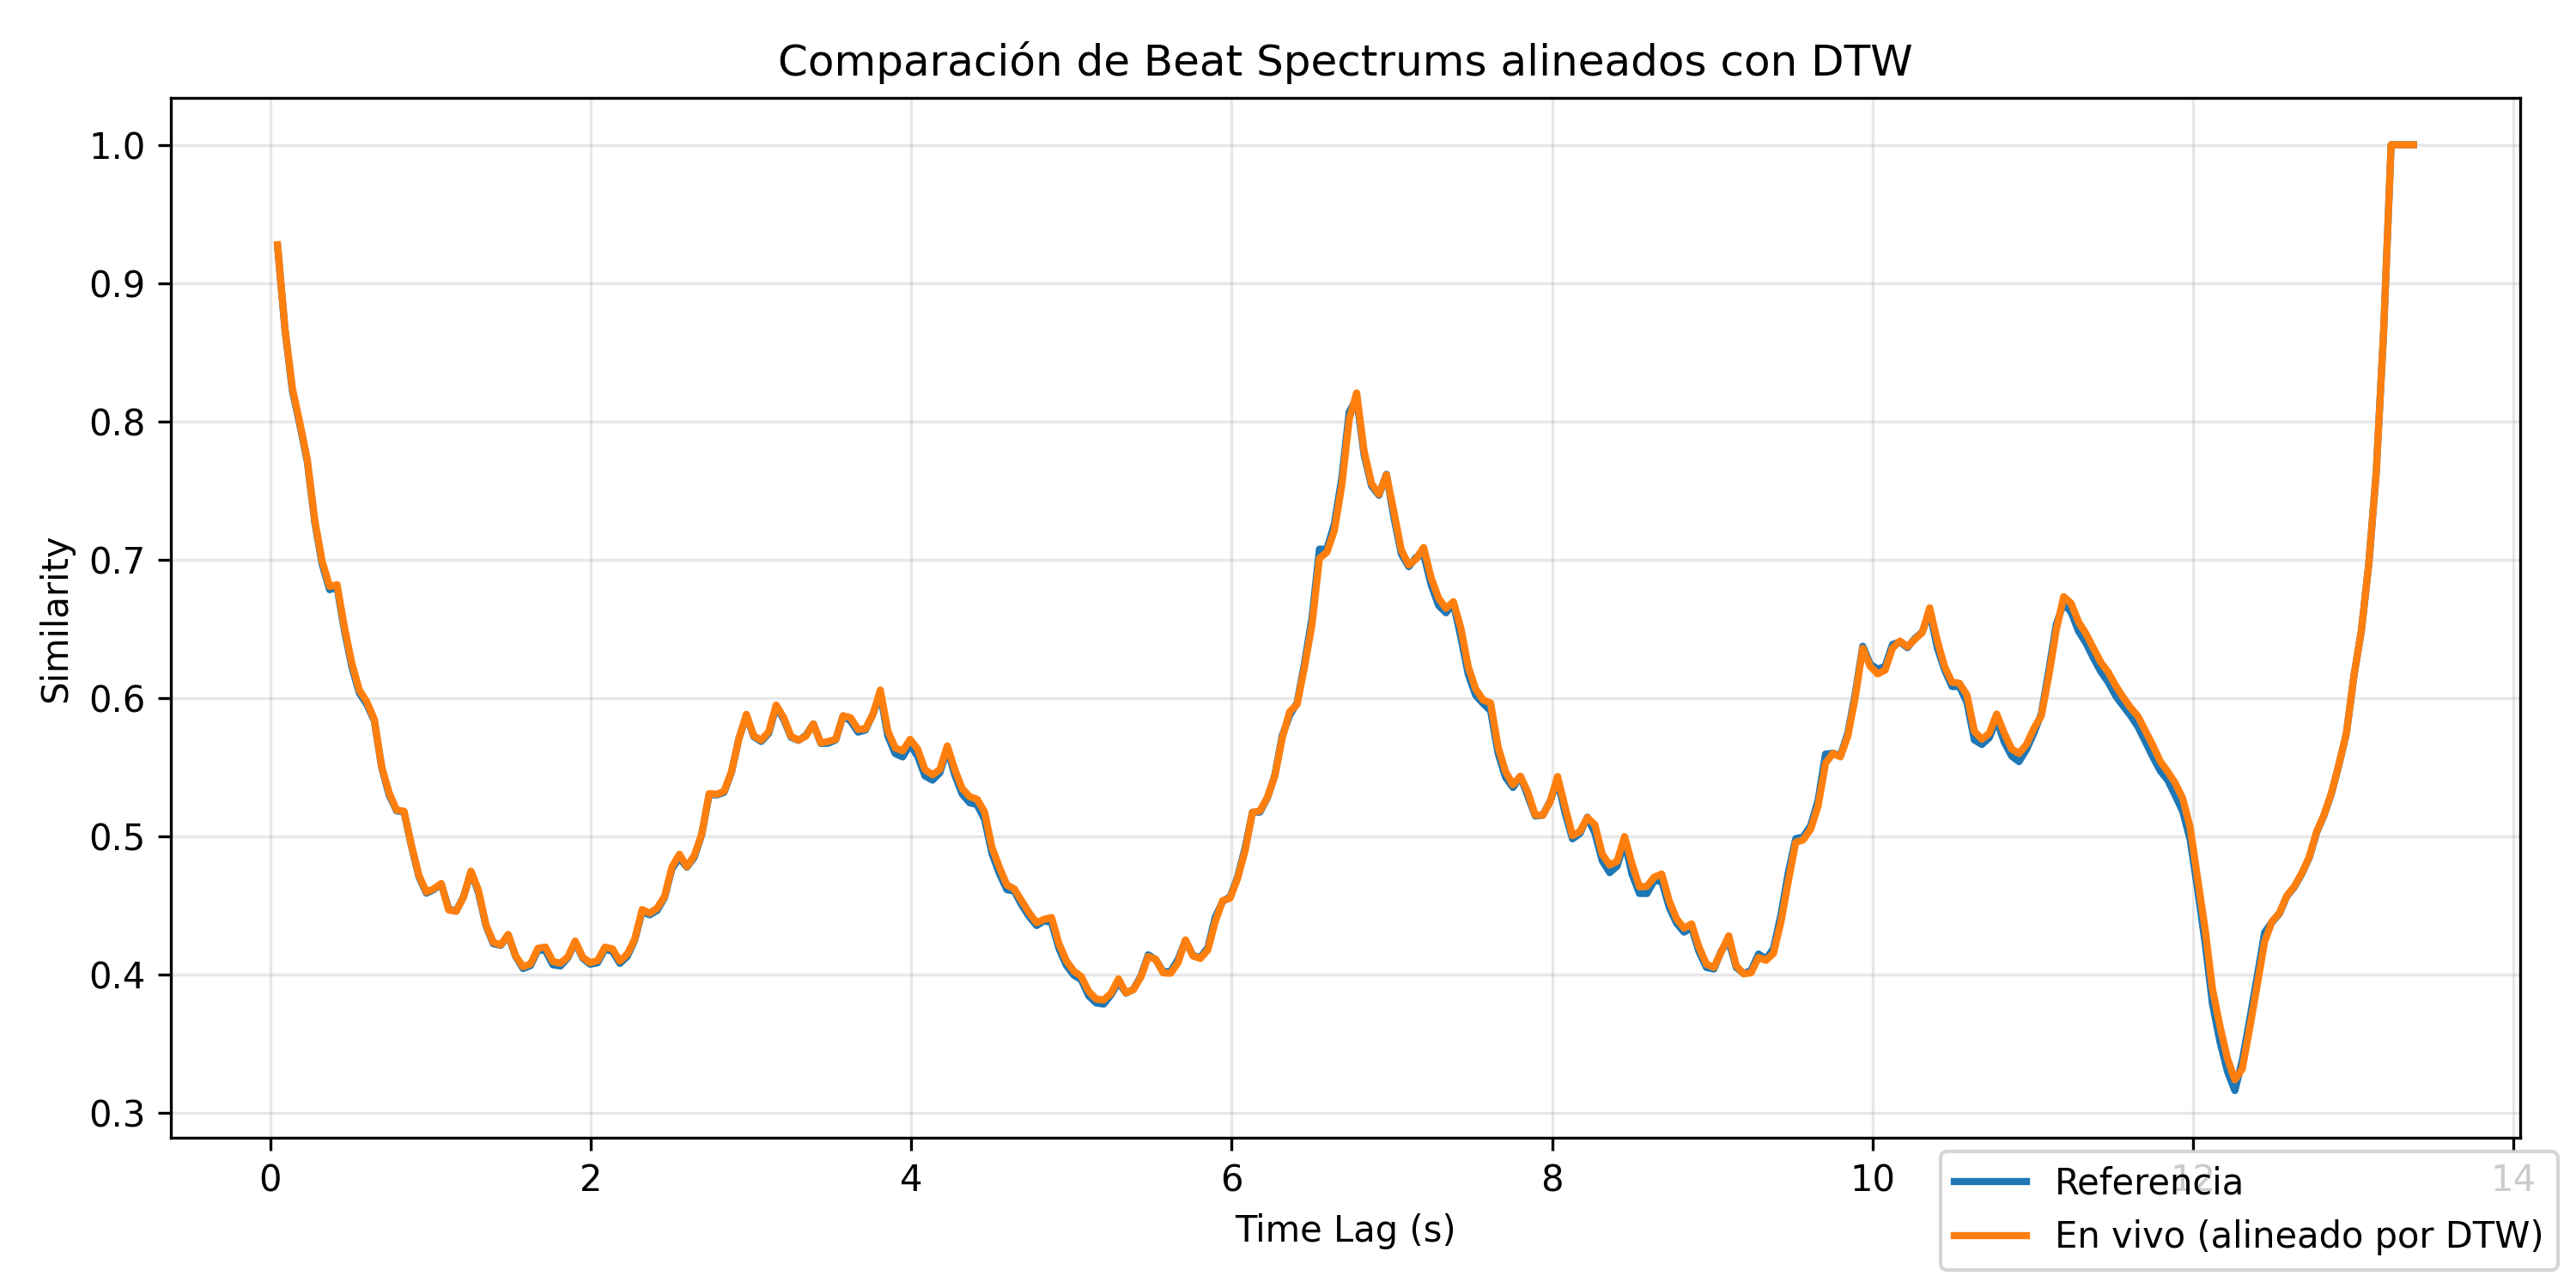 Comparación de Beat Spectrums alineados con DTW
Similarity
1.0
0.9
0.8
0.7
0.6
0.5
0.4
0.3
0 2 4 6 8 10 12 14
Time Lag (s)
Referencia
En vivo (alineado por DTW)